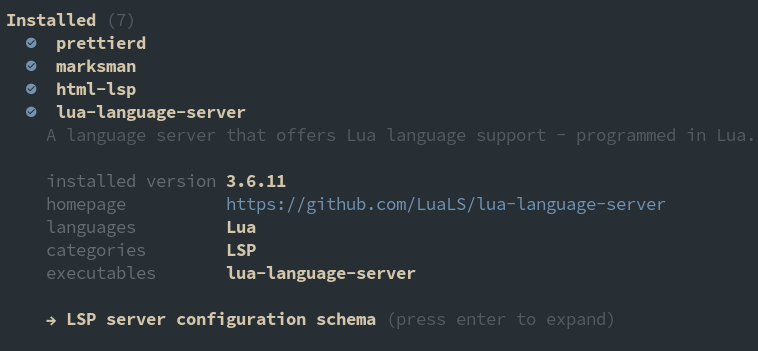 Installed (7)
prettierd
marksman
html-lsp
lua-language-server
A language server that offers Lua language support - programmed in Lua.
installed version 3.6.11
homepage https://github.com/LuaLS/lua-language-server
languages Lua
categories LSP
executables lua-language-server
→ LSP server configuration schema (press enter to expand)